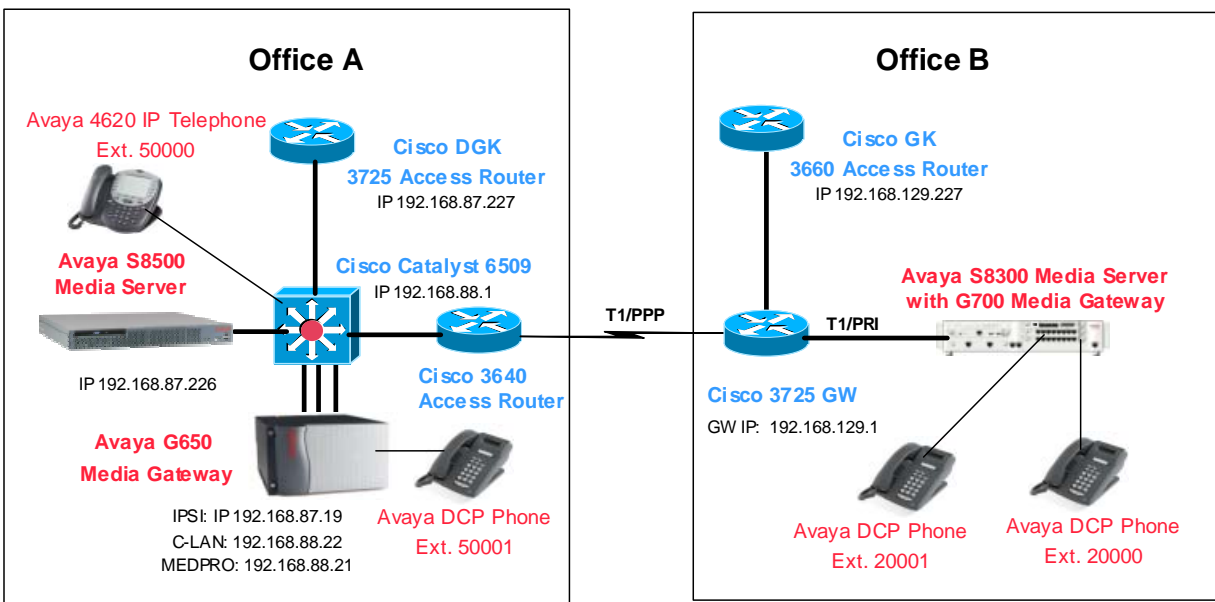 Office A
Avaya 4620 IP Telephone
Ext. 50000
Cisco DGK
3725 Access Router
IP 192.168.87.227
Avaya S8500
Media Server
Cisco Catalyst 6509
IP 192.168.88.1
IP 192.168.87.226
Cisco 3640
Access Router
Avaya G650
Media Gateway
IPSI: IP 192.168.87.19
C-LAN: 192.168.88.22
MEDPRO: 192.168.88.21
Avaya DCP Phone
Ext. 50001
T1/PPP
Office B
Cisco GK
3660 Access Router
IP 192.168.129.227
Avaya S8300 Media Server
with G700 Media Gateway
T1/PRI
Cisco 3725 GW
GW IP: 192.168.129.1
Avaya DCP Phone
Ext. 20001
Avaya DCP Phone
Ext. 20000